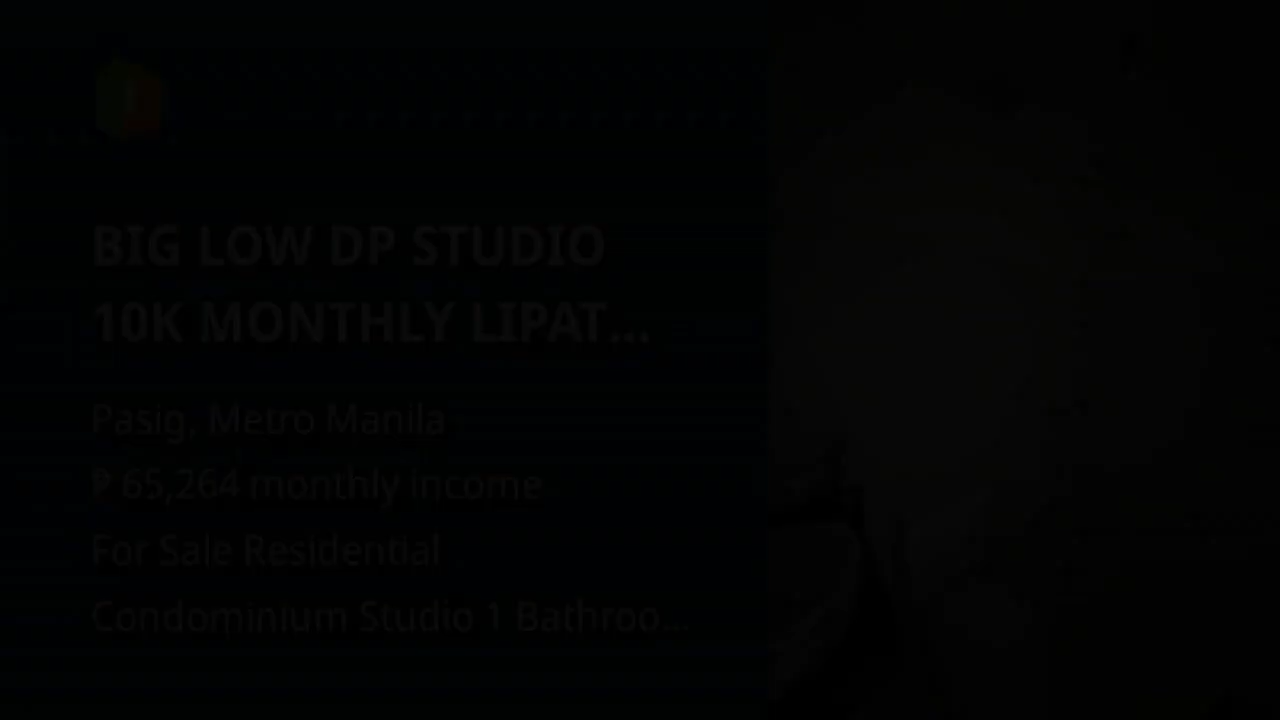 BIG LOW DP STUDIO
10K MONTHLY LIPAT...
Pasig, Metro Manila
₱ 65,264 monthly income
For Sale Residential
Condominium Studio 1 Bathroo...